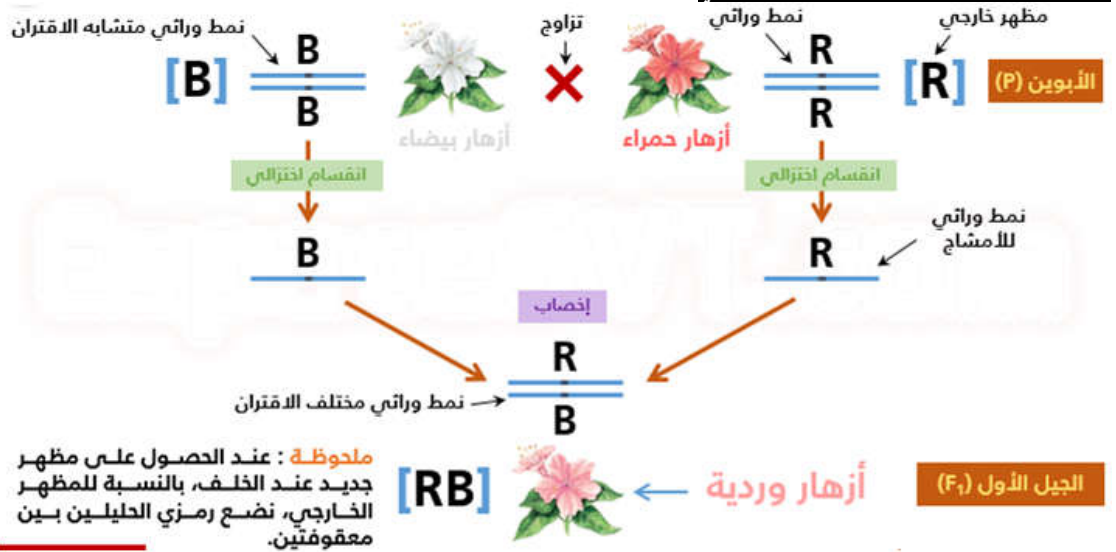 مظهر خارجي
نمط وراثي
تزاوج
نمط وراثي متشابه الاقتران
الأبوين (P)
[R]
R
R
أزهار حمراء
أزهار بيضاء
B
B
[B]
انقسام اختزالي
انقسام اختزالي
نمط وراثي
للأمشاج
R
B
إخصاب
R
B
نمط وراثي مختلف الاقتران
الجيل الأول (F₁)
أزهار وردية
[RB]
ملحوظة : عند الحصول على مظهر
جديد عند الخلف، بالنسبة للمظهر
الخارجي، نضع رمزي الحليلين بين
معقوفتين.